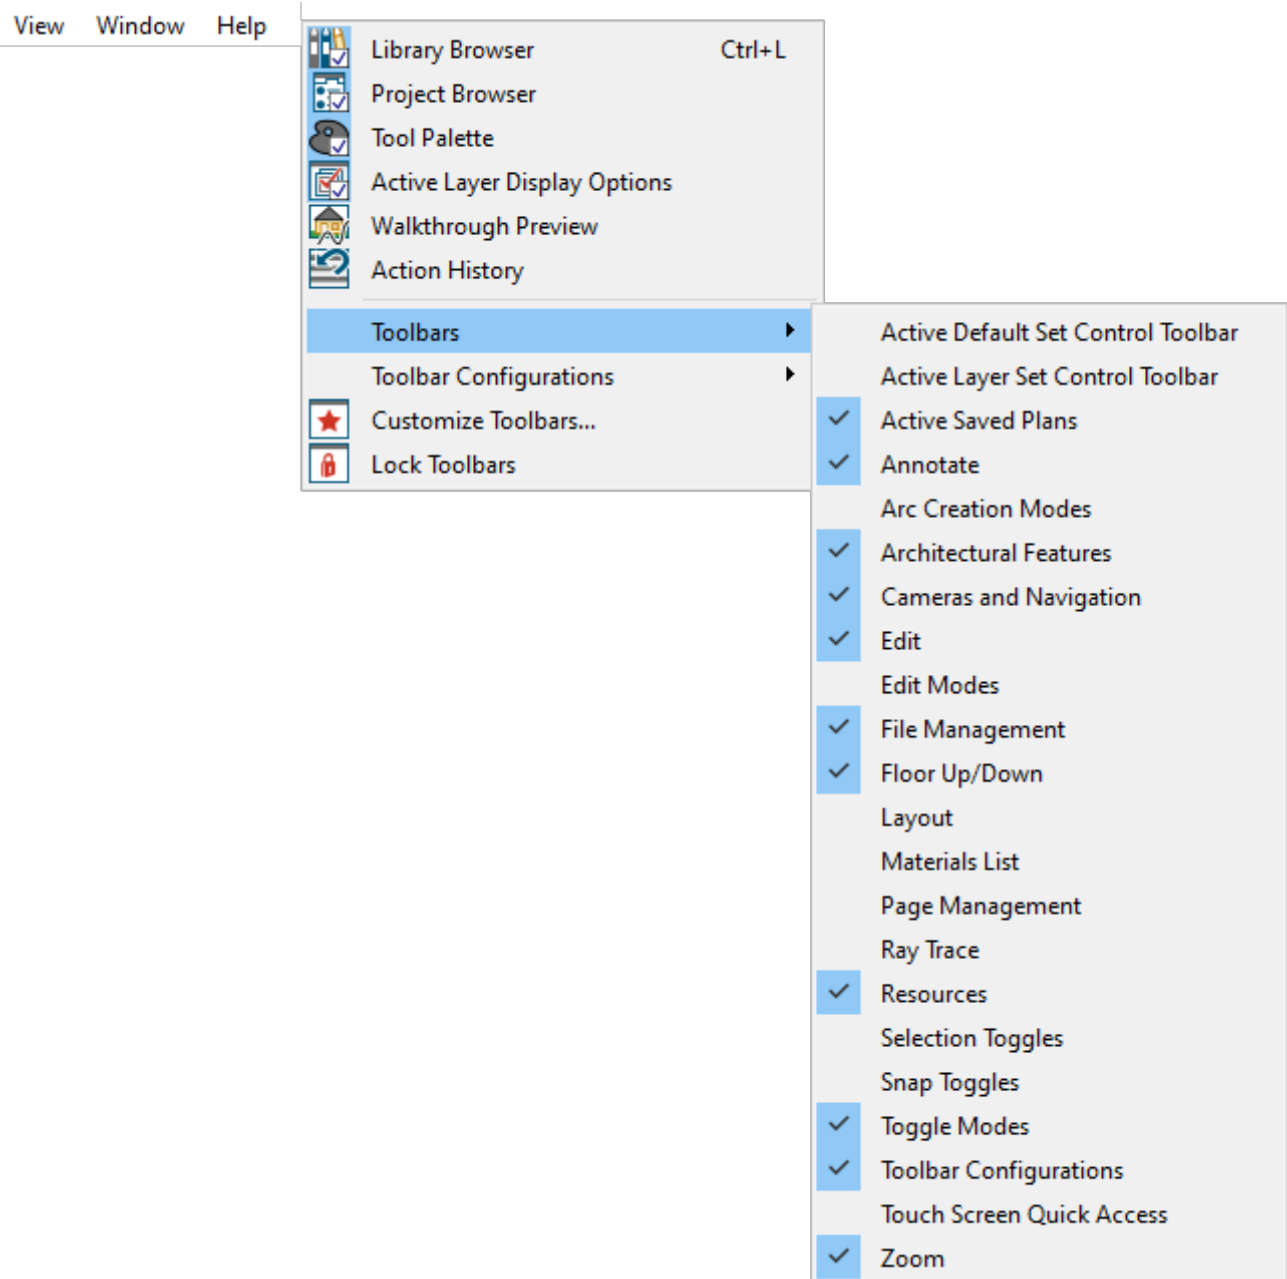 View Window Help
Library Browser Ctrl+L
Project Browser
Tool Palette
Active Layer Display Options
Walkthrough Preview
Action History
Toolbars
Toolbar Configurations
Customize Toolbars...
Lock Toolbars
Active Default Set Control Toolbar
Active Layer Set Control Toolbar
Active Saved Plans
Annotate
Arc Creation Modes
Architectural Features
Cameras and Navigation
Edit
Edit Modes
File Management
Floor Up/Down
Layout
Materials List
Page Management
Ray Trace
Resources
Selection Toggles
Snap Toggles
Toggle Modes
Toolbar Configurations
Touch Screen Quick Access
Zoom